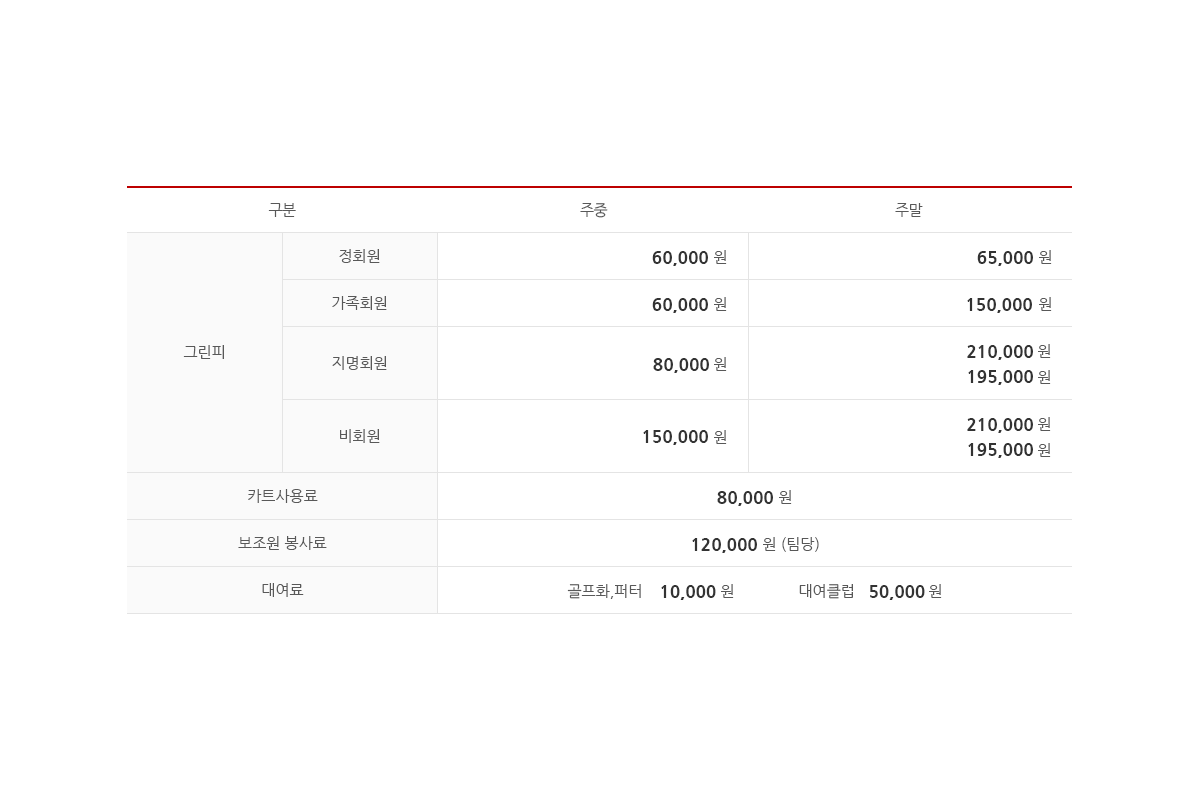 구분 주중 주말
그린피
정회원 60,000 원 65,000 원
가족회원 60,000 원 150,000 원
지명회원 80,000 원 210,000 원
195,000 원
비회원 150,000 원 210,000 원
195,000 원
카트사용료 80,000 원
보조원 봉사료 120,000 원 (팀당)
대여료 골프화,퍼터 10,000 원 대여클럽 50,000 원